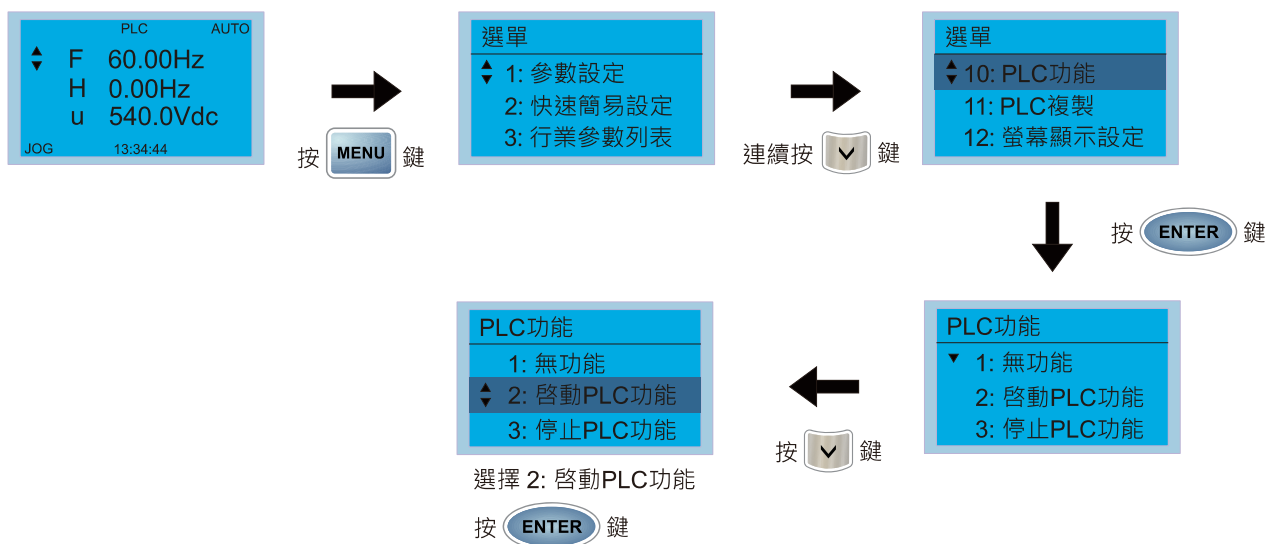 PLC AUTO
F 60.00Hz
H 0.00Hz
u 540.0Vdc
JOG 13:34:44
按 MENU 鍵
選單
1: 參數設定
2: 快速簡易設定
3: 行業參數列表
連續按 鍵
選單
10: PLC功能
11: PLC複製
12: 螢幕顯示設定
按 ENTER 鍵
PLC功能
1: 無功能
2: 啓動PLC功能
3: 停止PLC功能
按 鍵
PLC功能
1: 無功能
2: 啓動PLC功能
3: 停止PLC功能
選擇 2: 啓動PLC功能
按 ENTER 鍵